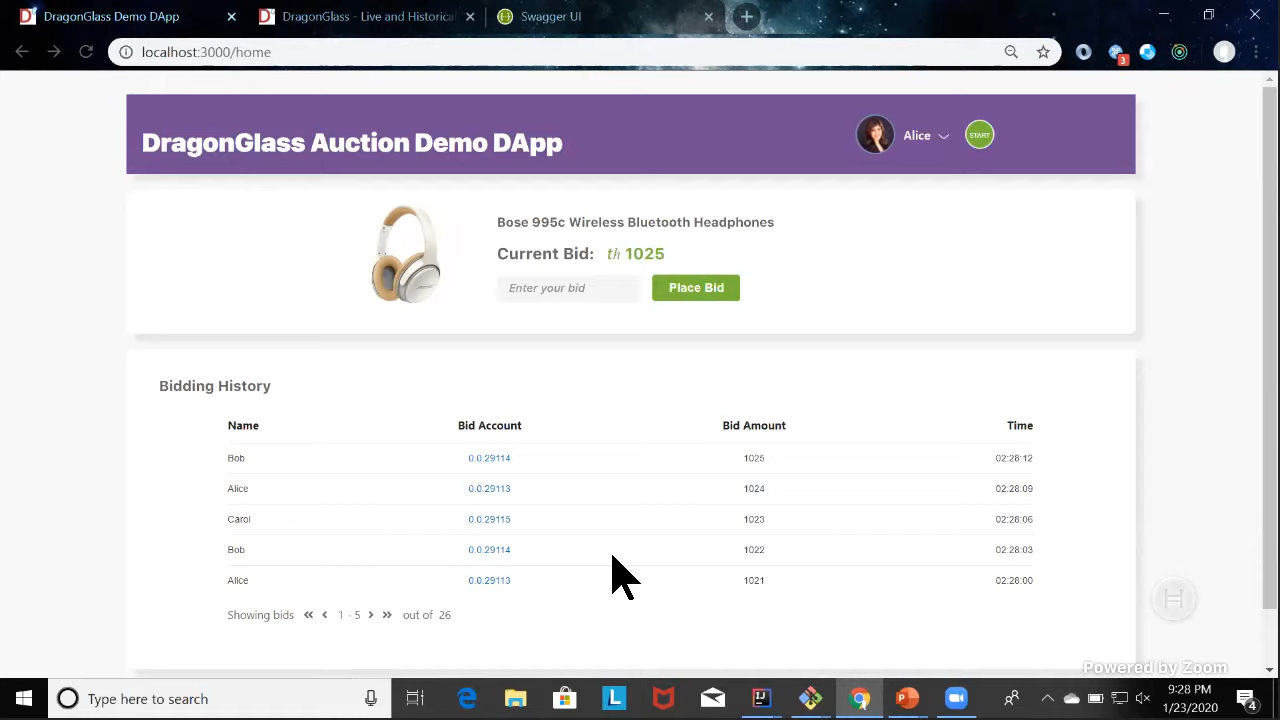 DragonGlass Demo DApp
DragonGlass - Live and Historica
Swagger UI
localhost:3000/home
3
DragonGlass Auction Demo DApp
Alice
START
Bose 995c Wireless Bluetooth Headphones
Current Bid: th 1025
Enter your bid
Place Bid
Bidding History
Name Bid Account Bid Amount Time
Bob 0.0.29114 1025 02:28:12
Alice 0.0.29113 1024 02:28:09
Carol 0.0.29115 1023 02:28:06
Bob 0.0.29114 1022 02:28:03
Alice 0.0.29113 1021 02:28:00
Showing bids 1 - 5 out of 26
Powered by Zoom
Type here to search
9:28 PM
1/23/2020
4